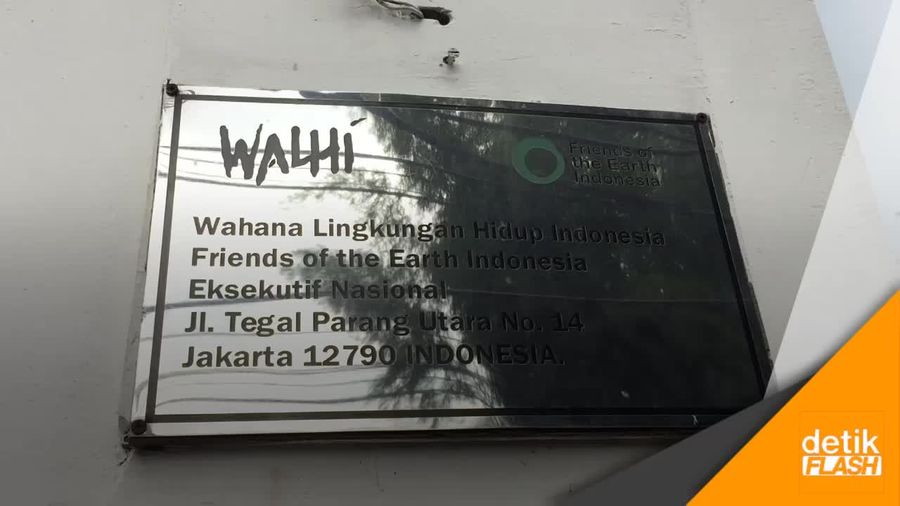 WALHI
Friends of
the Earth
Indonesia
Wahana Lingkungan Hidup Indonesia
Friends of the Earth Indonesia
Eksekutif Nasional
Jl. Tegal Parang Utara No. 14
Jakarta 12790 INDONESIA.
detik
FLASH